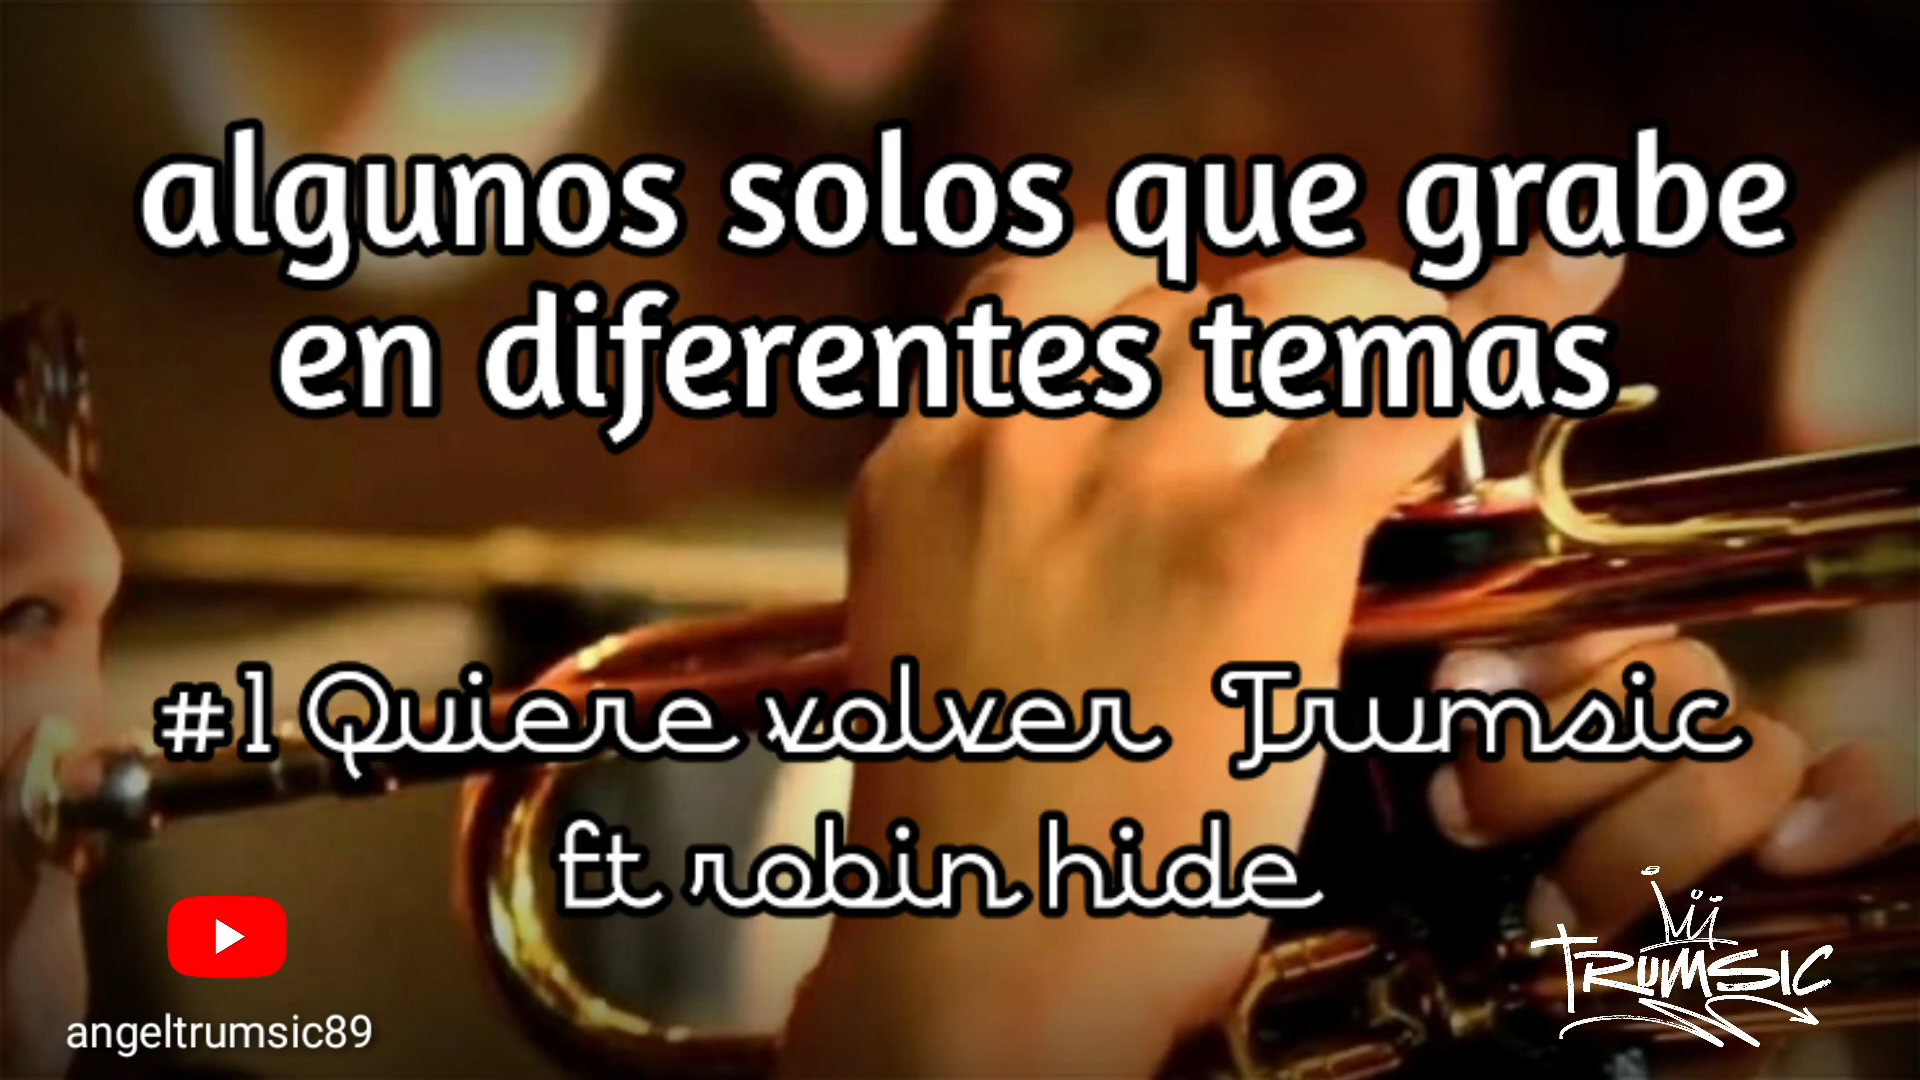 algunos solos que grabe
en diferentes temas
#1 Quiere volver Trumsic
ft robin hide
angeltrumsic89
TRUMSIC